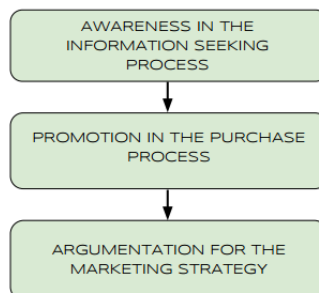 AWARENESS IN THE
INFORMATION SEEKING
PROCESS
PROMOTION IN THE PURCHASE
PROCESS
ARGUMENTATION FOR THE
MARKETING STRATEGY